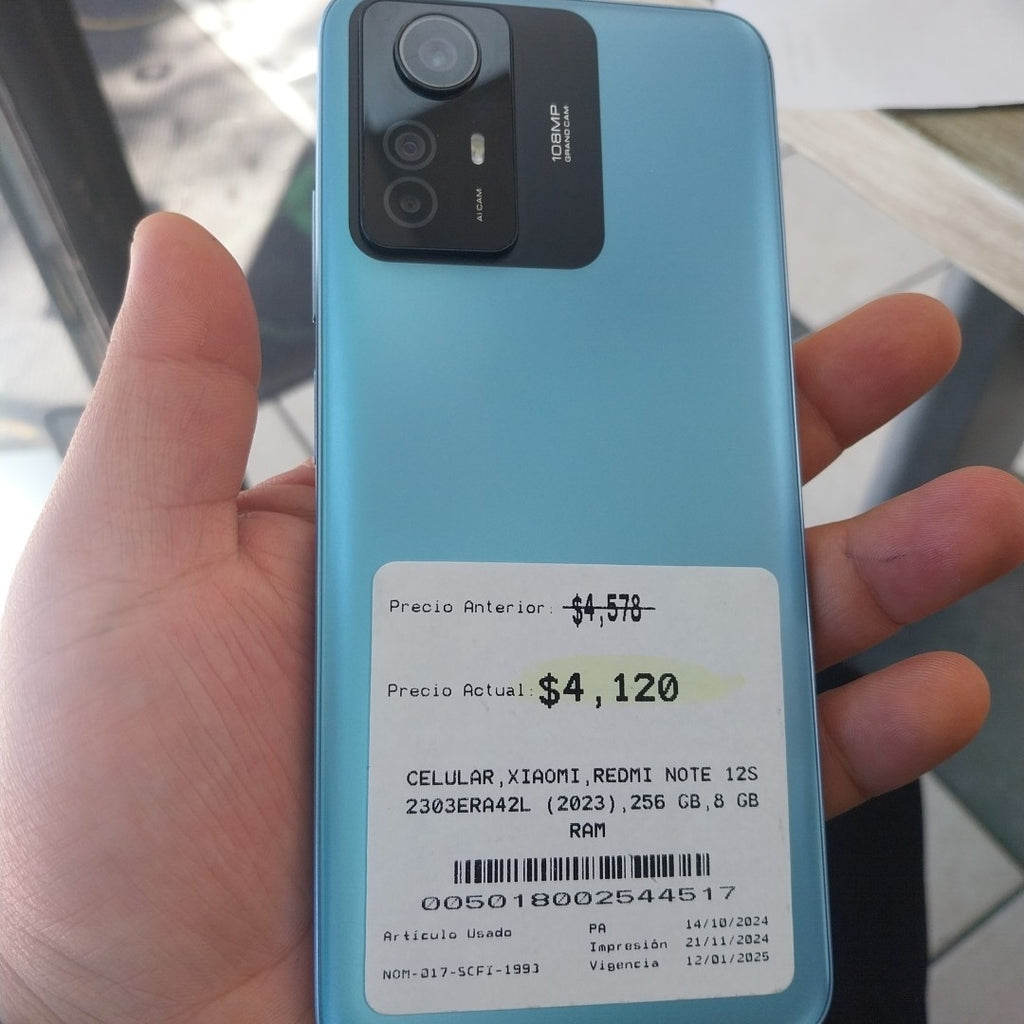 108MP
GRAND CAM
AI CAM
Precio Anterior: $4,578
Precio Actual: $4,120
CELULAR,XIAOMI,REDMI NOTE 12S
2303ERA42L (2023),256 GB,8 GB
RAM
005018002544517
Artículo Usado
PA 14/10/2024
Impresión 21/11/2024
NOM-017-SCFI-1993
Vigencia 12/01/2025